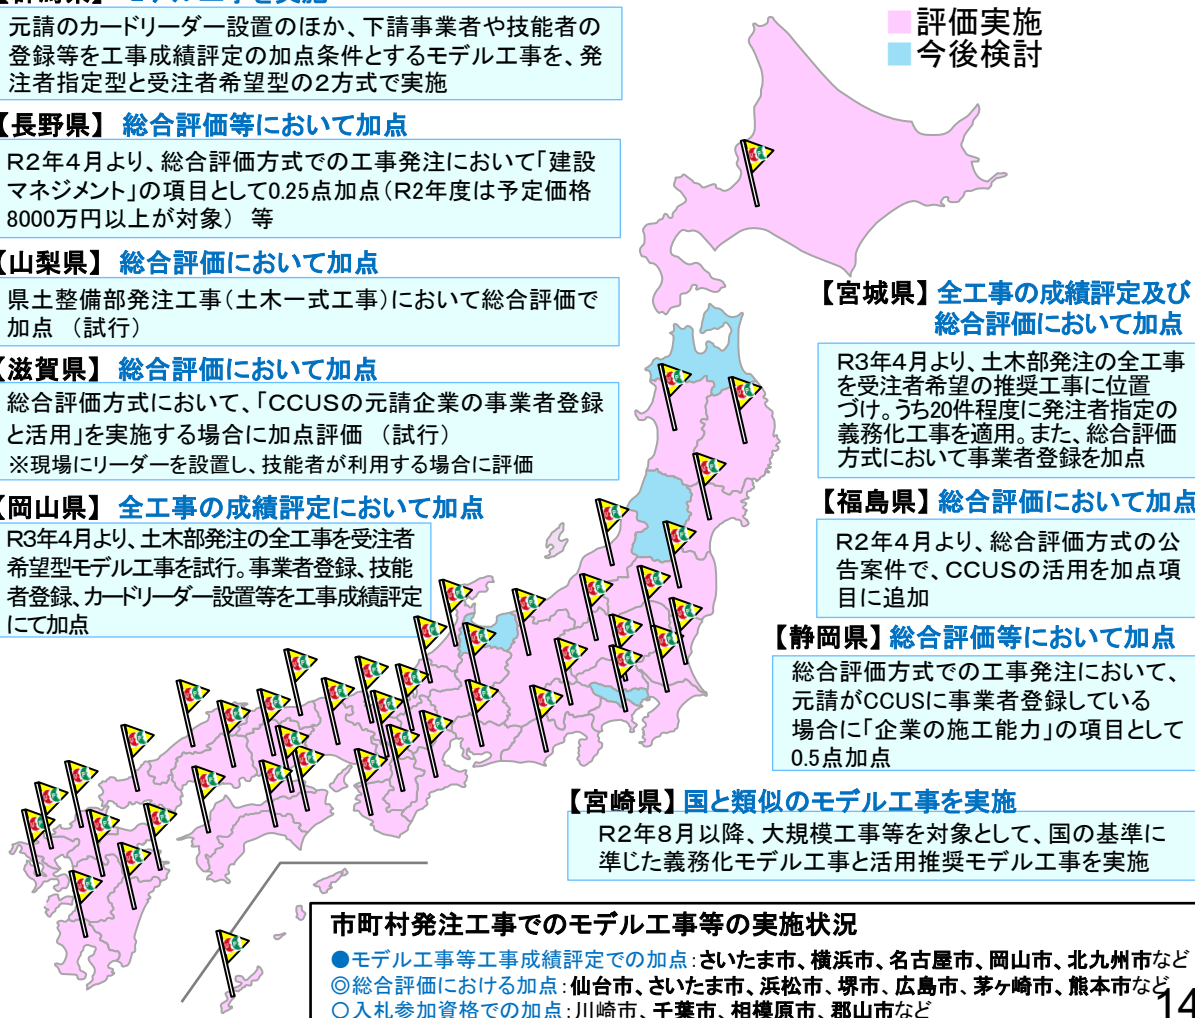 元請のカードリーダー設置のほか、下請事業者や技能者の
登録等を工事成績評定の加点条件とするモデル工事を、発
注者指定型と受注者希望型の２方式で実施
【長野県】 総合評価等において加点
R2年４月より、総合評価方式での工事発注において「建設
マネジメント」の項目として0.25点加点（R2年度は予定価格
8000万円以上が対象） 等
【山梨県】 総合評価において加点
県土整備部発注工事（土木一式工事）において総合評価で
加点 （試行）
【滋賀県】 総合評価において加点
総合評価方式において、「CCUSの元請企業の事業者登録
と活用」を実施する場合に加点評価 （試行）
※現場にリーダーを設置し、技能者が利用する場合に評価
【岡山県】 全工事の成績評定において加点
R3年４月より、土木部発注の全工事を受注者
希望型モデル工事を試行。事業者登録、技能
者登録、カードリーダー設置等を工事成績評定
にて加点
評価実施
今後検討
【宮城県】全工事の成績評定及び
総合評価において加点
R3年４月より、土木部発注の全工事
を受注者希望の推奨工事に位置
づけ。うち20件程度に発注者指定の
義務化工事を適用。また、総合評価
方式において事業者登録を加点
【福島県】総合評価において加点
R2年４月より、総合評価方式の公
告案件で、CCUSの活用を加点項
目に追加
【静岡県】総合評価等において加点
総合評価方式での工事発注において、
元請がCCUSに事業者登録している
場合に「企業の施工能力」の項目として
0.5点加点
【宮崎県】国と類似のモデル工事を実施
R2年８月以降、大規模工事等を対象として、国の基準に
準じた義務化モデル工事と活用推奨モデル工事を実施
市町村発注工事でのモデル工事等の実施状況
●モデル工事等工事成績評定での加点：さいたま市、横浜市、名古屋市、岡山市、北九州市など
◎総合評価における加点：仙台市、さいたま市、浜松市、堺市、広島市、茅ヶ崎市、熊本市など
○入札参加資格での加点：川崎市、千葉市、相模原市、郡山市など
14